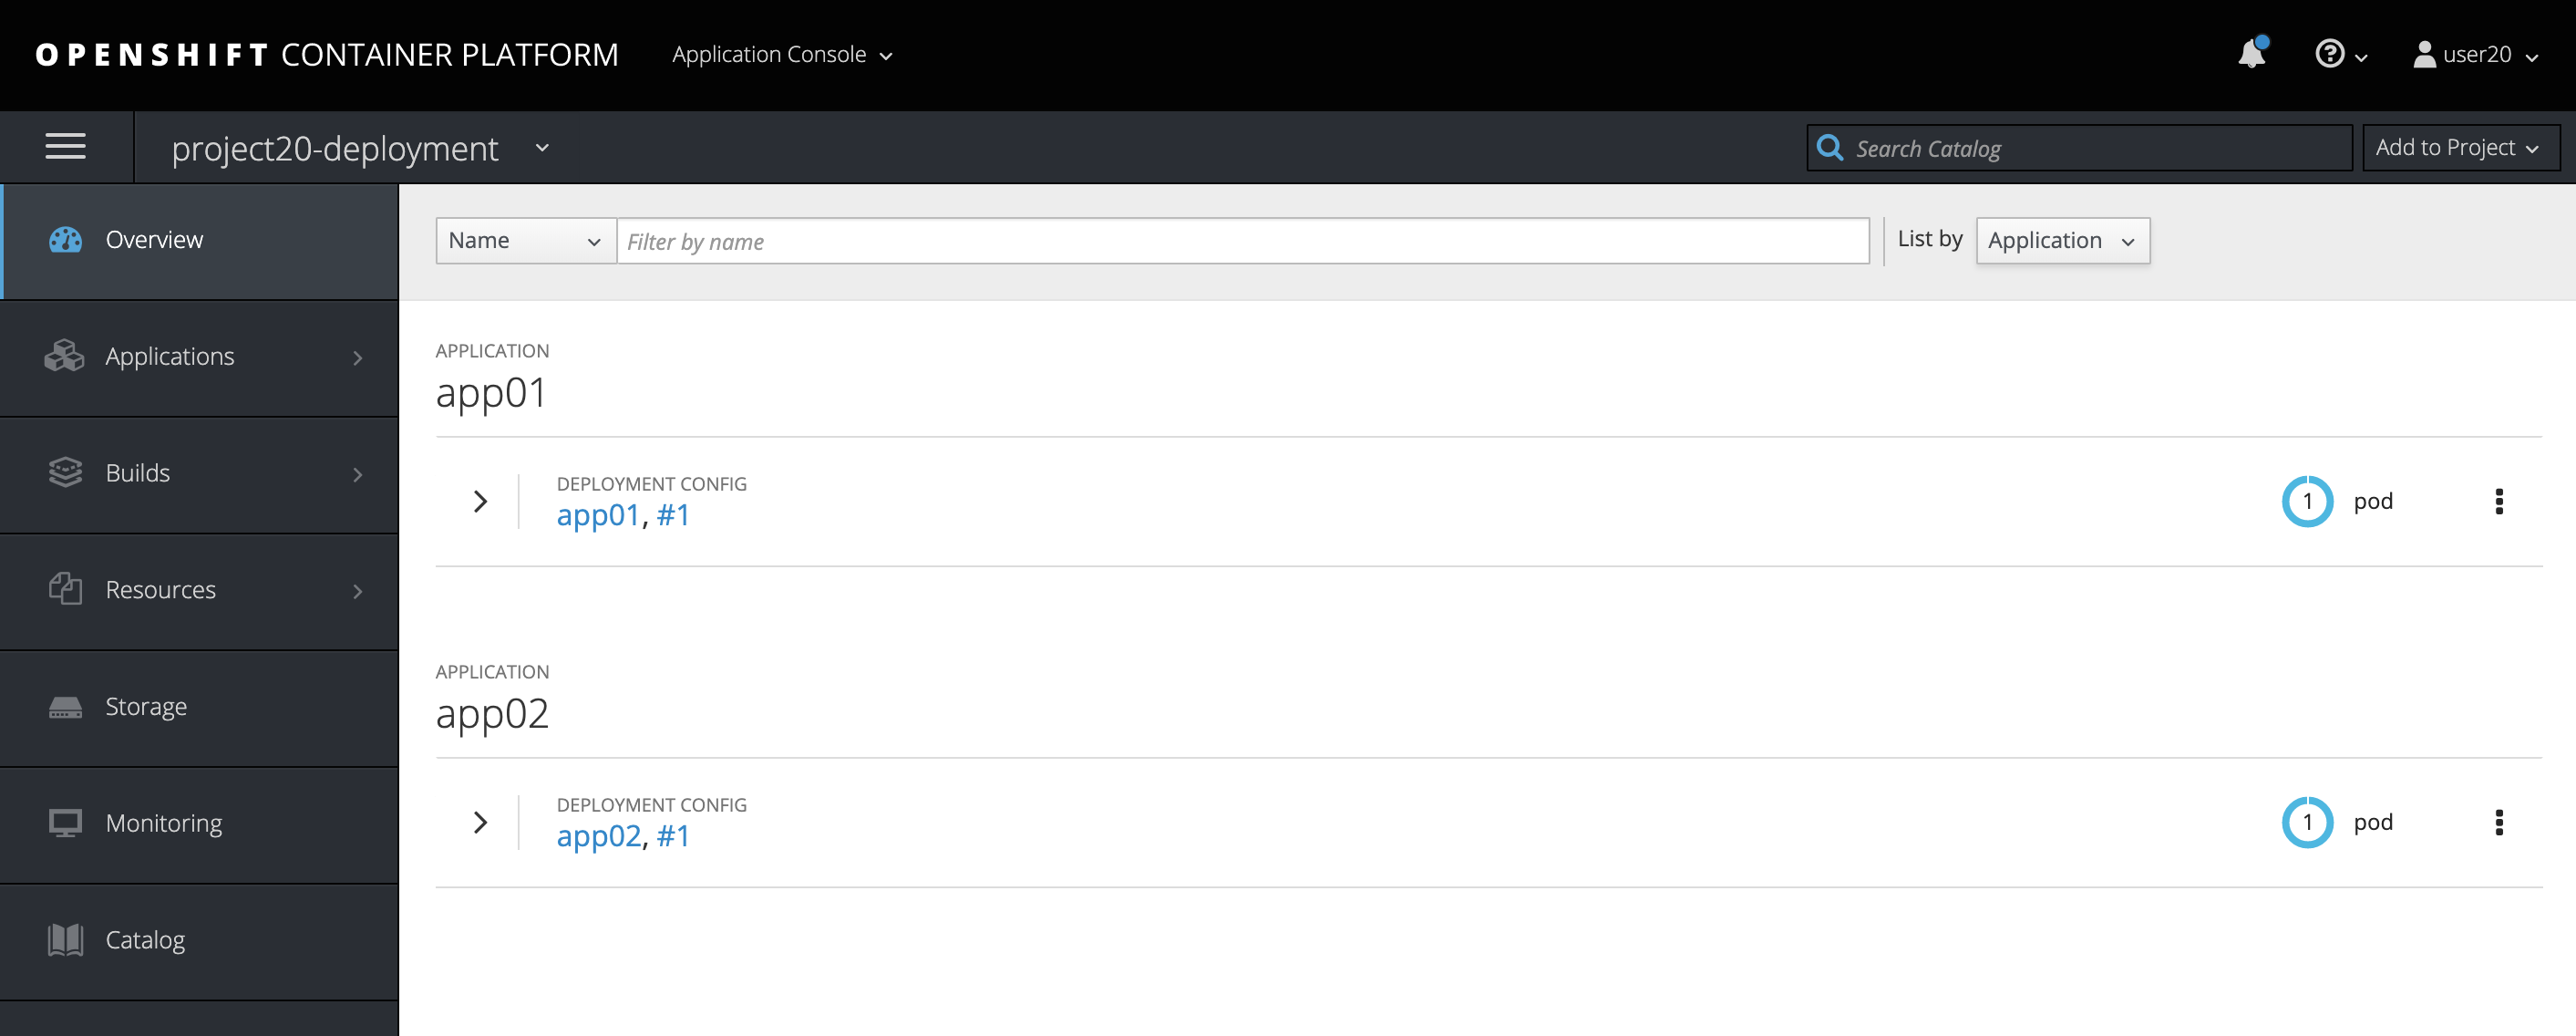 OPENSHIFT CONTAINER PLATFORM Application Console user20
project20-deployment Search Catalog Add to Project
Overview
Applications
Builds
Resources
Storage
Monitoring
Catalog
Name Filter by name List by Application
APPLICATION
app01
DEPLOYMENT CONFIG
app01, #1
1 pod
APPLICATION
app02
DEPLOYMENT CONFIG
app02, #1
1 pod